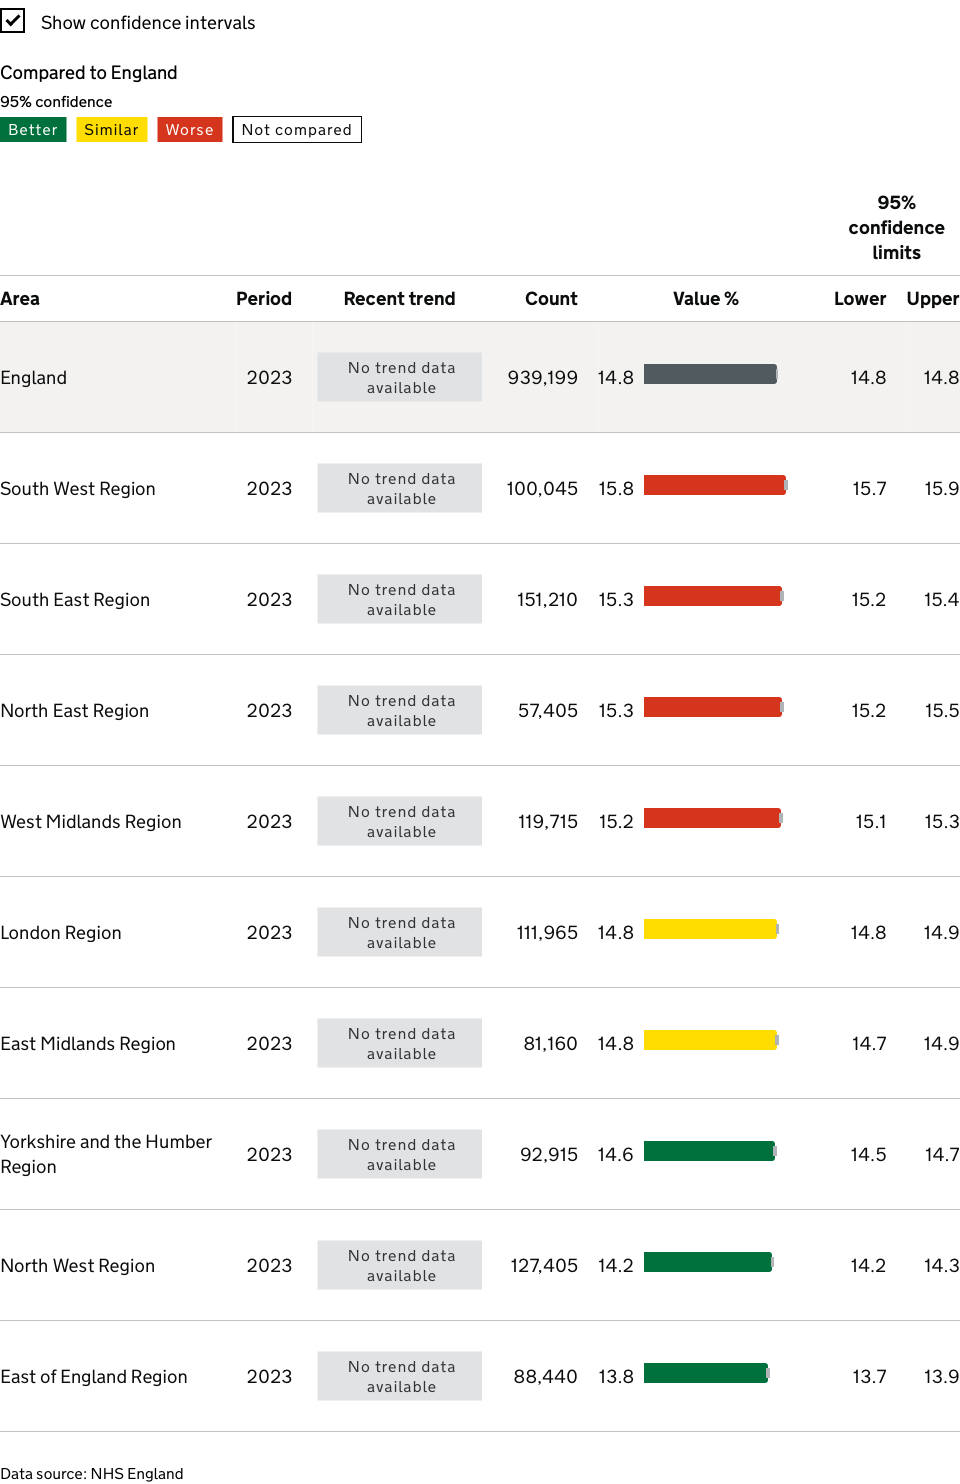 Show confidence intervals
Compared to England
95% confidence
Better Similar Worse Not compared
95%
confidence
limits
Area Period Recent trend Count Value % Lower Upper
England 2023 No trend data available 939,199 14.8 14.8 14.8
South West Region 2023 No trend data available 100,045 15.8 15.7 15.9
South East Region 2023 No trend data available 151,210 15.3 15.2 15.4
North East Region 2023 No trend data available 57,405 15.3 15.2 15.5
West Midlands Region 2023 No trend data available 119,715 15.2 15.1 15.3
London Region 2023 No trend data available 111,965 14.8 14.8 14.9
East Midlands Region 2023 No trend data available 81,160 14.8 14.7 14.9
Yorkshire and the Humber Region 2023 No trend data available 92,915 14.6 14.5 14.7
North West Region 2023 No trend data available 127,405 14.2 14.2 14.3
East of England Region 2023 No trend data available 88,440 13.8 13.7 13.9
Data source: NHS England